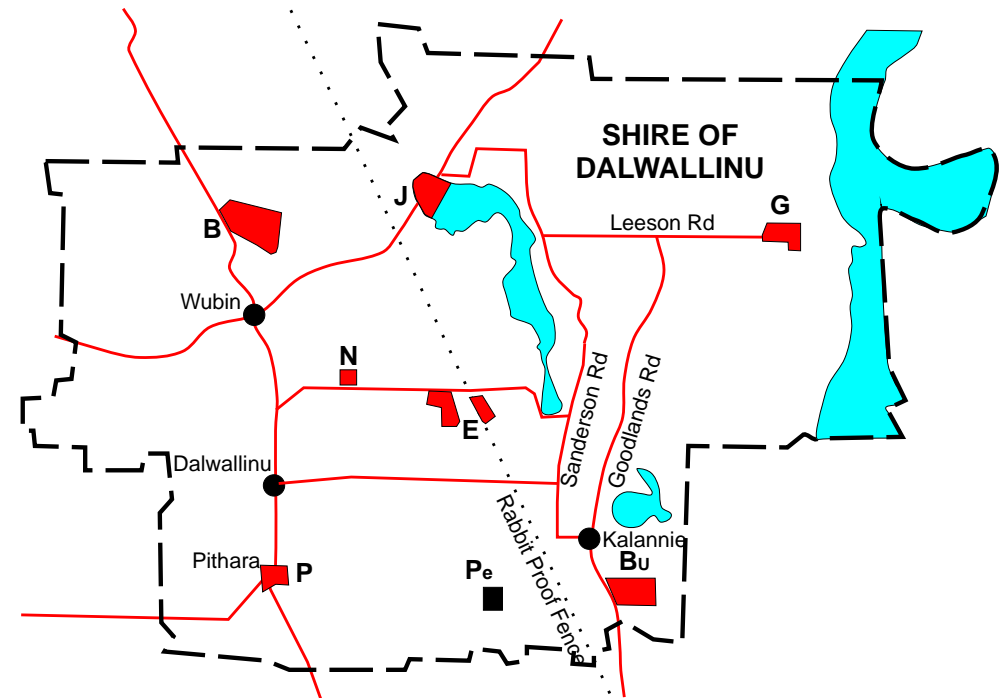 SHIRE OF
DALWALLINU
J
G
B
Leeson Rd
Wubin
N
Sanderson Rd
Goodlands Rd
E
Dalwallinu
Rabbit Proof Fence
Kalannie
Pithara
P
Pe
BU